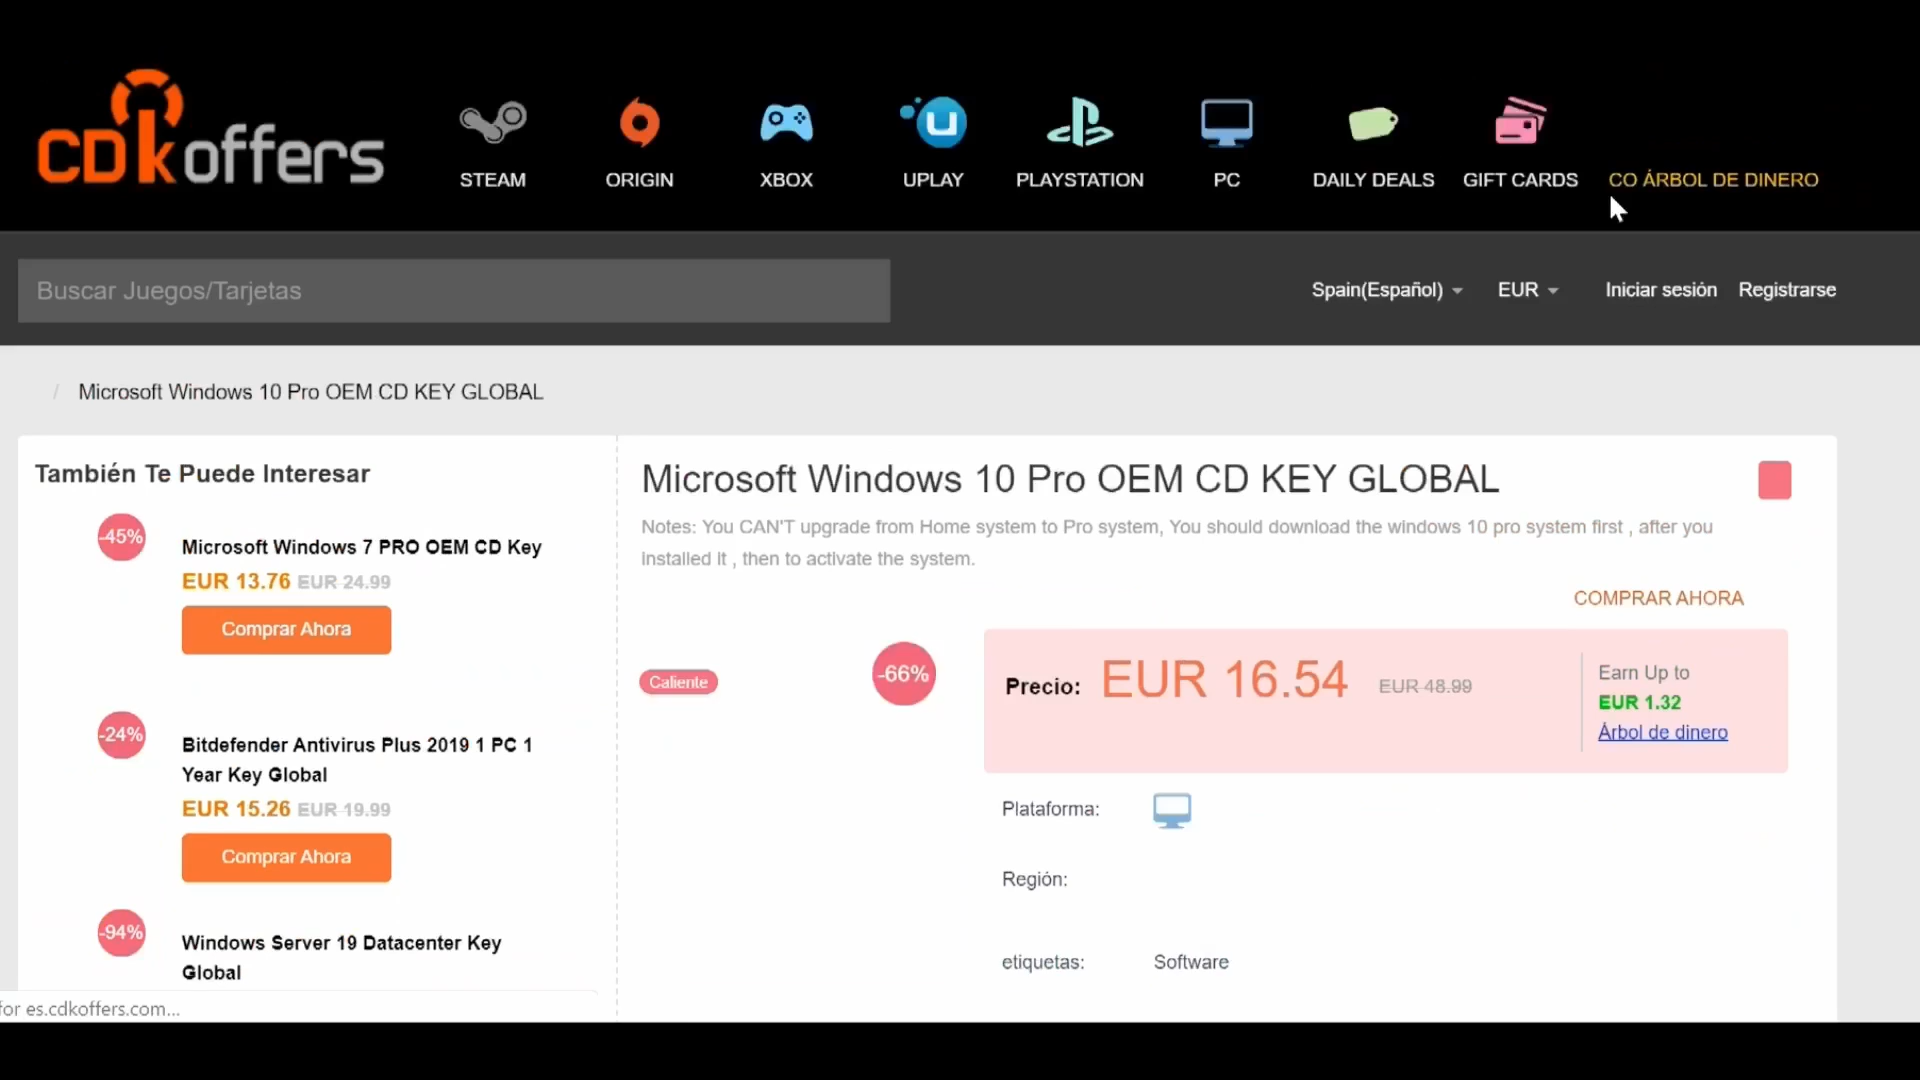 CDKoffers
STEAM
ORIGIN
XBOX
UPLAY
PLAYSTATION
PC
DAILY DEALS
GIFT CARDS
CO ÁRBOL DE DINERO
Buscar Juegos/Tarjetas
Spain(Español)
EUR
Iniciar sesión
Registrarse
/ Microsoft Windows 10 Pro OEM CD KEY GLOBAL
También Te Puede Interesar
-45%
Microsoft Windows 7 PRO OEM CD Key
EUR 13.76 EUR 24.99
Comprar Ahora
-24%
Bitdefender Antivirus Plus 2019 1 PC 1
Year Key Global
EUR 15.26 EUR 19.99
Comprar Ahora
-94%
Windows Server 19 Datacenter Key
Global
Microsoft Windows 10 Pro OEM CD KEY GLOBAL
Notes: You CAN'T upgrade from Home system to Pro system, You should download the windows 10 pro system first , after you
installed it , then to activate the system.
COMPRAR AHORA
Caliente
-66%
Precio: EUR 16.54 EUR 48.99
Earn Up to
EUR 1.32
Árbol de dinero
Plataforma:
Región:
etiquetas: Software
for es.cdkoffers.com...